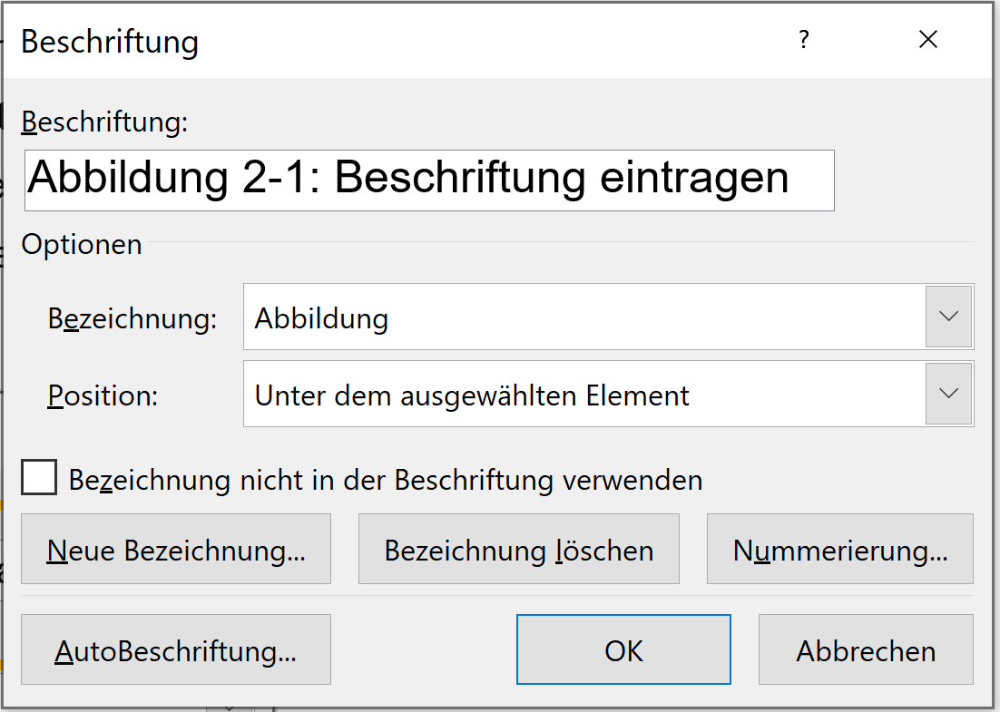 Beschriftung ?
Beschriftung:
Abbildung 2-1: Beschriftung eintragen
Optionen
Bezeichnung: Abbildung
Position: Unter dem ausgewählten Element
Bezeichnung nicht in der Beschriftung verwenden
Neue Bezeichnung... Bezeichnung löschen Nummerierung...
AutoBeschriftung... OK Abbrechen